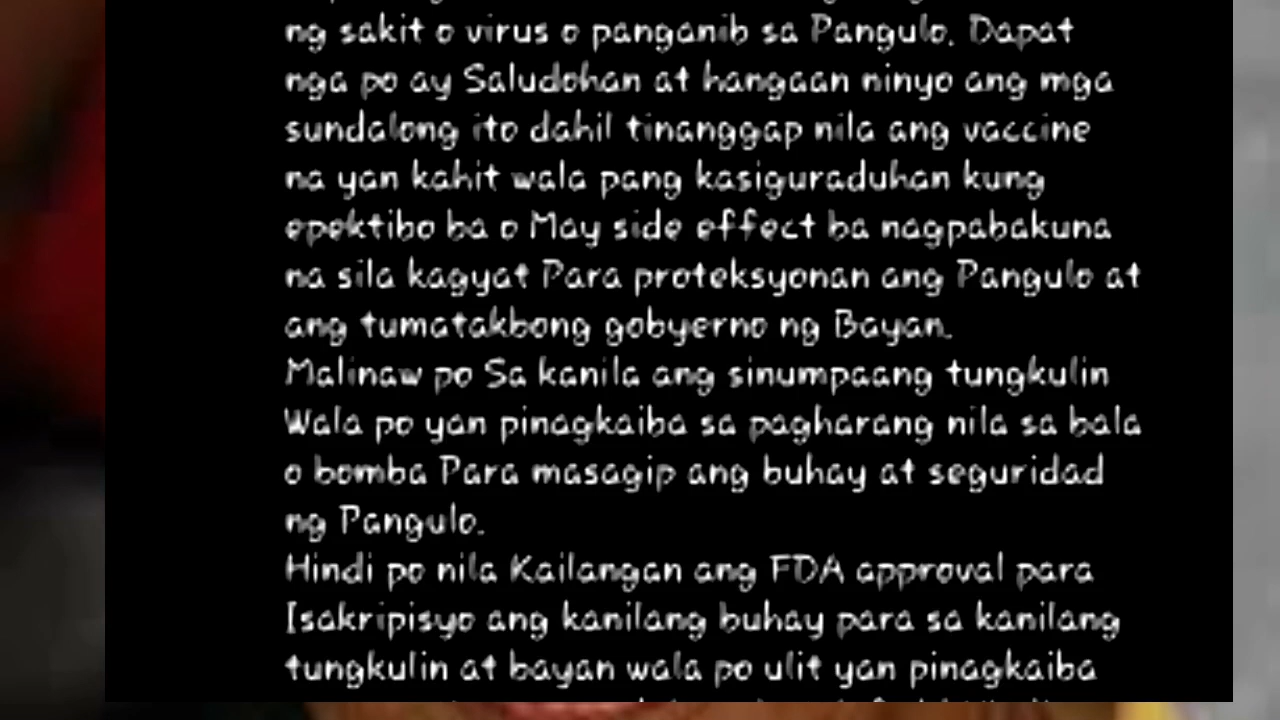 ng sakit o virus o panganib sa Pangulo. Dapat
nga po ay Saludohan at hangaan ninyo ang mga
sundalong ito dahil tinanggap nila ang vaccine
na yan kahit wala pang kasiguraduhan kung
epektibo ba o May side effect ba nagpabakuna
na sila kagyat Para proteksyonan ang Pangulo at
ang tumatakbong gobyerno ng Bayan.
Malinaw po Sa kanila ang sinumpaang tungkulin
Wala po yan pinagkaiba sa pagharang nila sa bala
o bomba Para masagip ang buhay at seguridad
ng Pangulo.
Hindi po nila Kailangan ang FDA approval para
Isakripisyo ang kanilang buhay para sa kanilang
tungkulin at bayan wala po ulit yan pinagkaiba